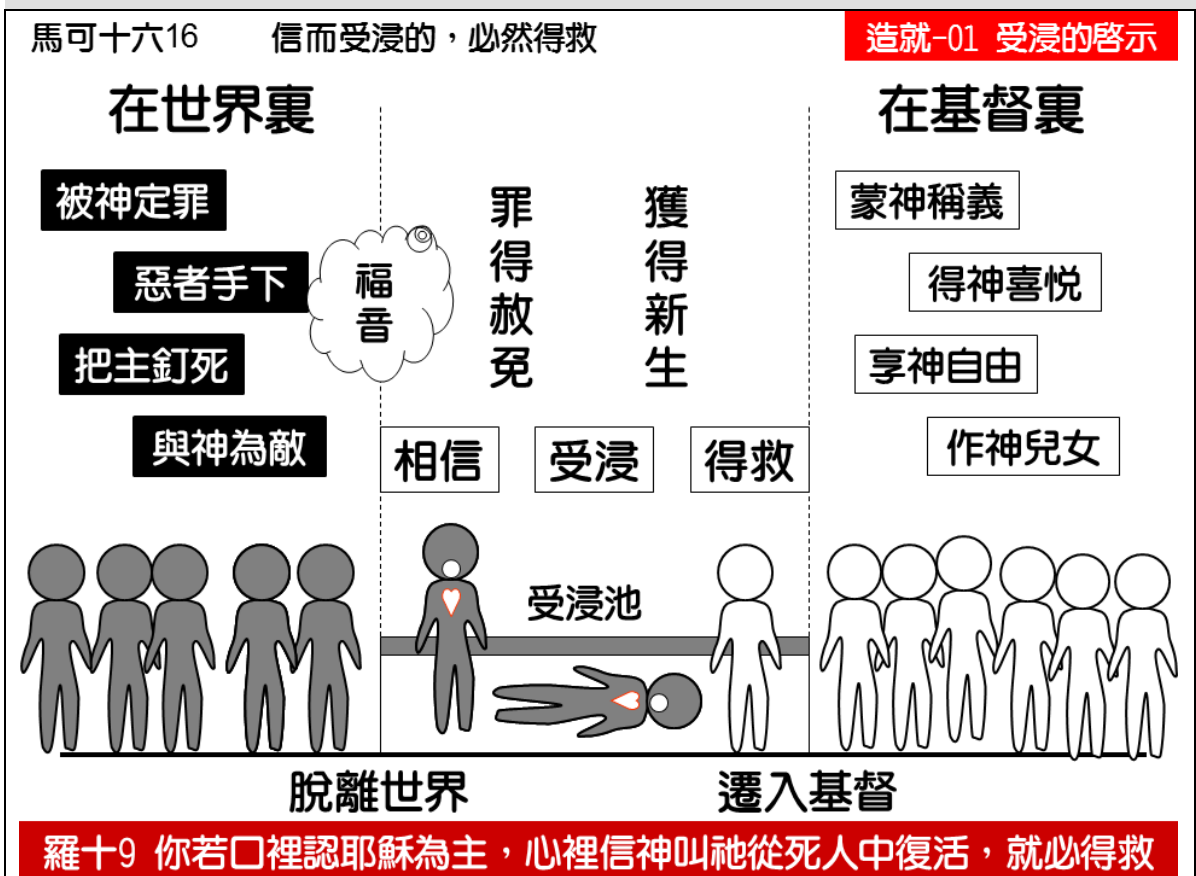 馬可十六16 信而受浸的，必然得救
造就-01 受浸的啓示
在世界裏
在基督裏
被神定罪
惡者手下
把主釘死
與神為敵
福音
罪得赦免
獲得新生
蒙神稱義
得神喜悦
享神自由
作神兒女
相信
受浸
得救
受浸池
脫離世界
遷入基督
羅十9 你若口裡認耶穌為主，心裡信神叫祂從死人中復活，就必得救